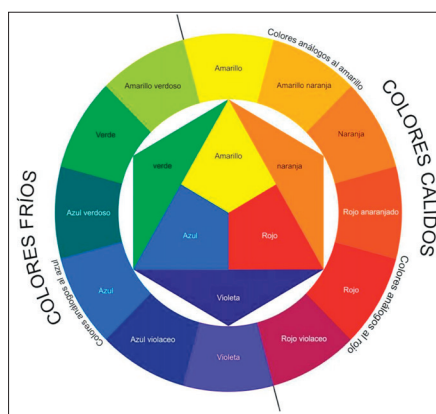 Colores análogos al amarillo
COLORES CALIDOS
Colores análogos al rojo
COLORES FRÍOS
Colores análogos al azul
Amarillo
Amarillo naranja
Naranja
Rojo anaranjado
Rojo
Rojo violaceo
Violeta
Azul violaceo
Azul
Azul verdoso
Verde
Amarillo verdoso
verde
Amarillo
naranja
Azul
Rojo
Violeta